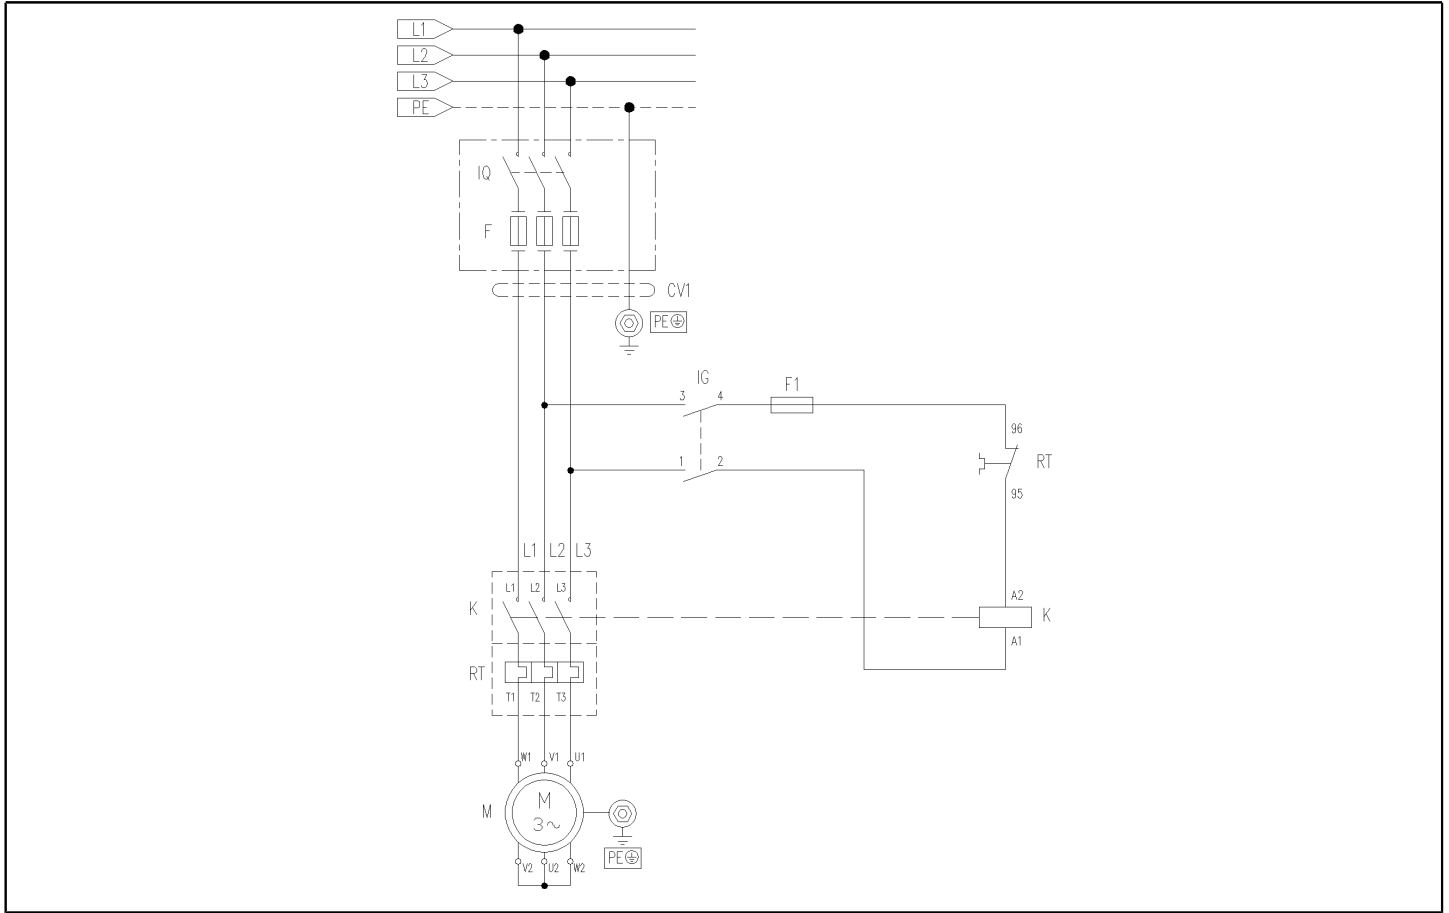 L1
L2
L3
PE
IQ
F
CV1
PE
IG
F1
3 4
96
1 2
RT
95
L1 L2 L3
L1 L2 L3
A2
K
K
A1
RT
T1 T2 T3
W1 V1 U1
M
M
3~
PE
V2 U2 W2